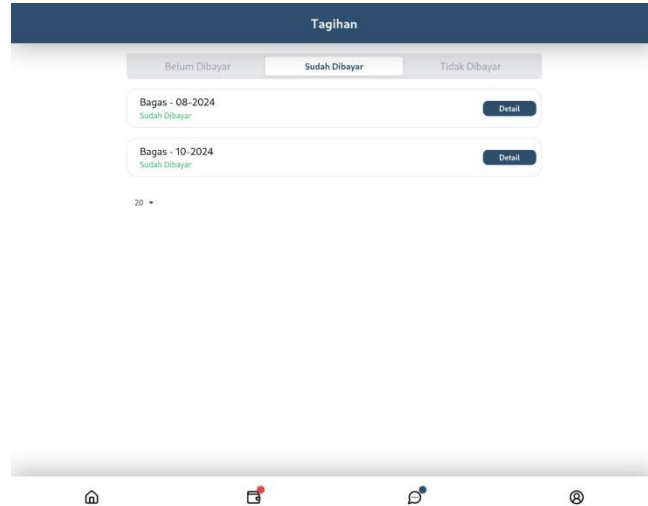 Tagihan
Belum Dibayar
Sudah Dibayar
Tidak Dibayar
Bagas - 08-2024
Sudah Dibayar
Detail
Bagas - 10-2024
Sudah Dibayar
Detail
20